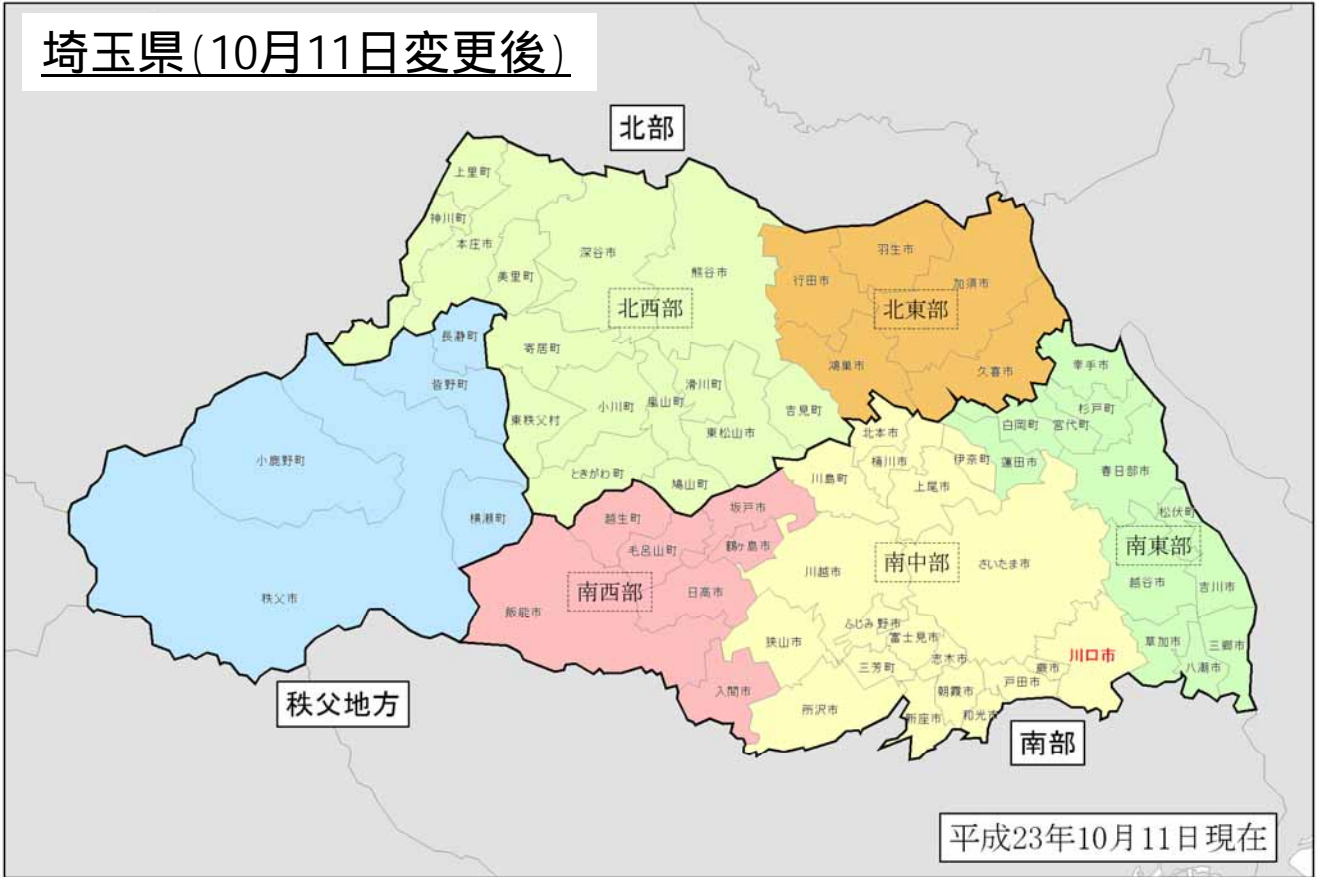 埼玉県(10月11日変更後)
北部
上里町
神川町
本庄市
美里町
深谷市
熊谷市
北西部
長瀞町
寄居町
皆野町
東秩父村
小川町
嵐山町
滑川町
東松山市
吉見町
ときがわ町
鳩山町
羽生市
行田市
加須市
北東部
鴻巣市
久喜市
幸手市
杉戸町
白岡町
宮代町
蓮田市
春日部市
松伏町
南東部
越谷市
吉川市
草加市
三郷市
八潮市
小鹿野町
横瀬町
秩父市
秩父地方
越生町
坂戸市
毛呂山町
鶴ヶ島市
南西部
日高市
飯能市
入間市
北本市
桶川市
伊奈町
川島町
上尾市
南中部
さいたま市
川越市
ふじみ野市
富士見市
狭山市
三芳町
志木市
川口市
蕨市
戸田市
朝霞市
所沢市
新座市
和光市
南部
平成23年10月11日現在